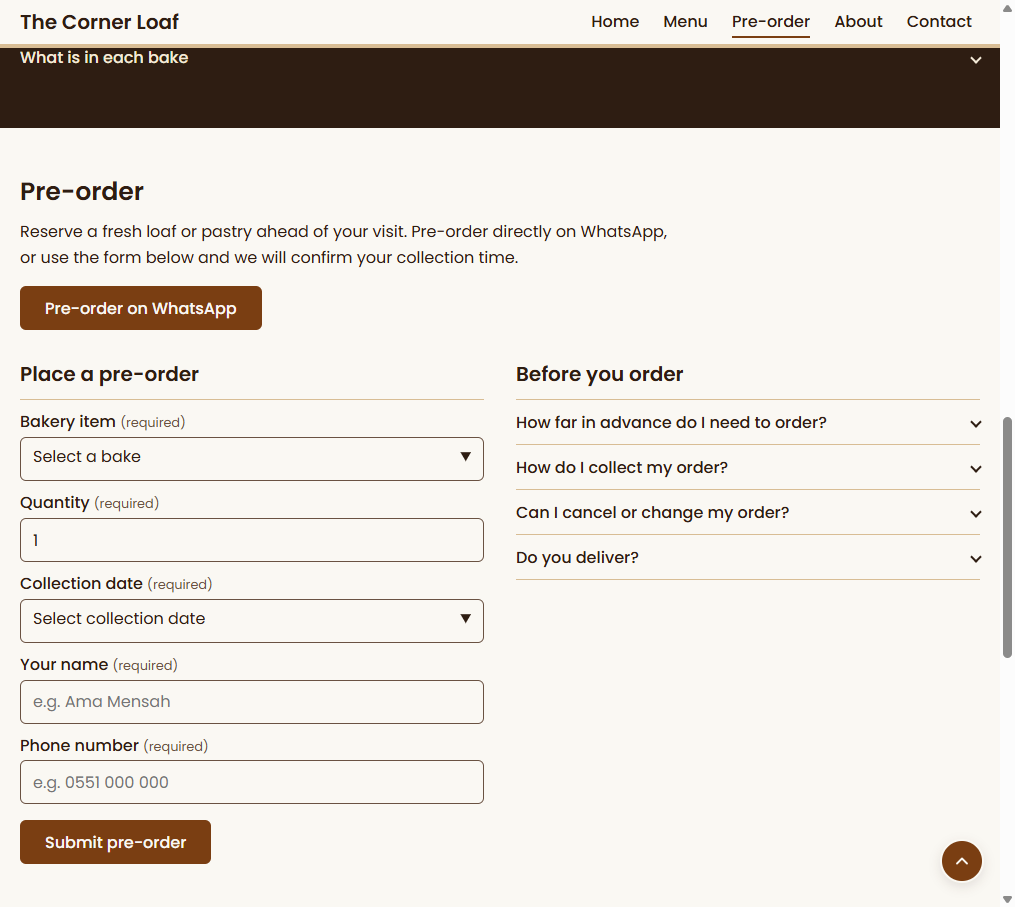 The Corner Loaf
Home Menu Pre-order About Contact
What is in each bake
Pre-order
Reserve a fresh loaf or pastry ahead of your visit. Pre-order directly on WhatsApp,
or use the form below and we will confirm your collection time.
Pre-order on WhatsApp
Place a pre-order
Bakery item (required)
Select a bake
Quantity (required)
1
Collection date (required)
Select collection date
Your name (required)
e.g. Ama Mensah
Phone number (required)
e.g. 0551 000 000
Submit pre-order
Before you order
How far in advance do I need to order?
How do I collect my order?
Can I cancel or change my order?
Do you deliver?